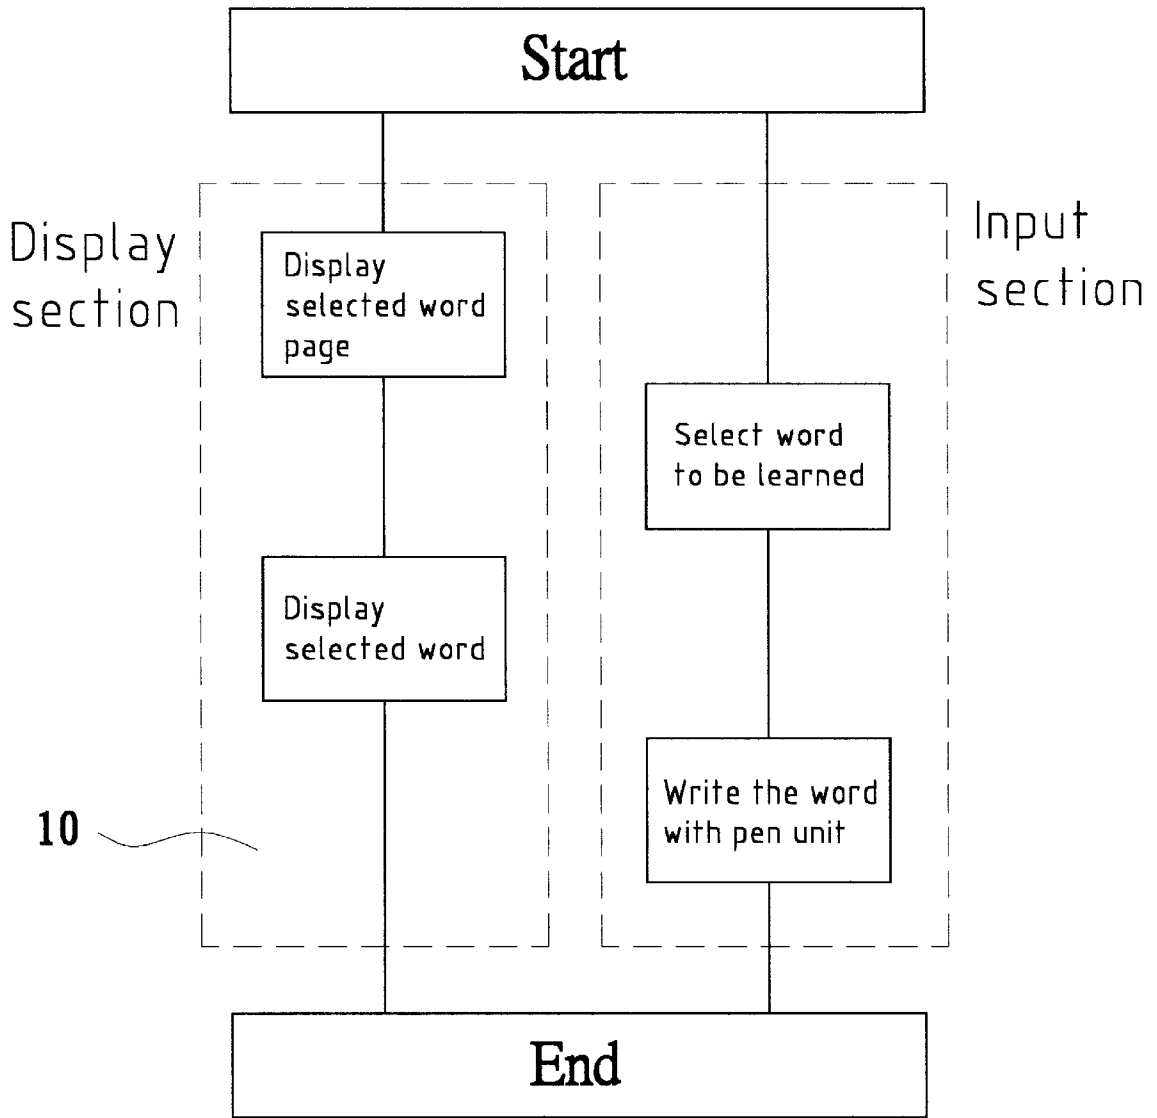 Start
Display
section
Input
section
Display
selected word
page
Select word
to be learned
Display
selected word
Write the word
with pen unit
10
End